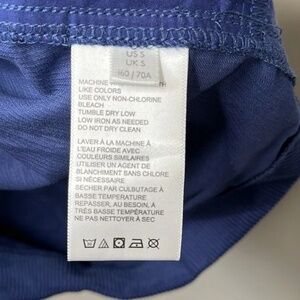 US S
UK S
160 / 70A
MACHINE
LIKE COLORS
USE ONLY NON-CHLORINE
BLEACH
TUMBLE DRY LOW
LOW IRON AS NEEDED
DO NOT DRY CLEAN
LAVER À LA MACHINE À
L'EAU FROIDE AVEC
COULEURS SIMILAIRES
UTILISER UN AGENT DE
BLANCHIMENT SANS CHLORE
SI NÉCESSAIRE
SÉCHER PAR CULBUTAGE À
BASSE TEMPÉRATURE
REPASSER, AU BESOIN, À
TRÈS BASSE TEMPÉRATURE
NE PAS NETTOYER À SEC